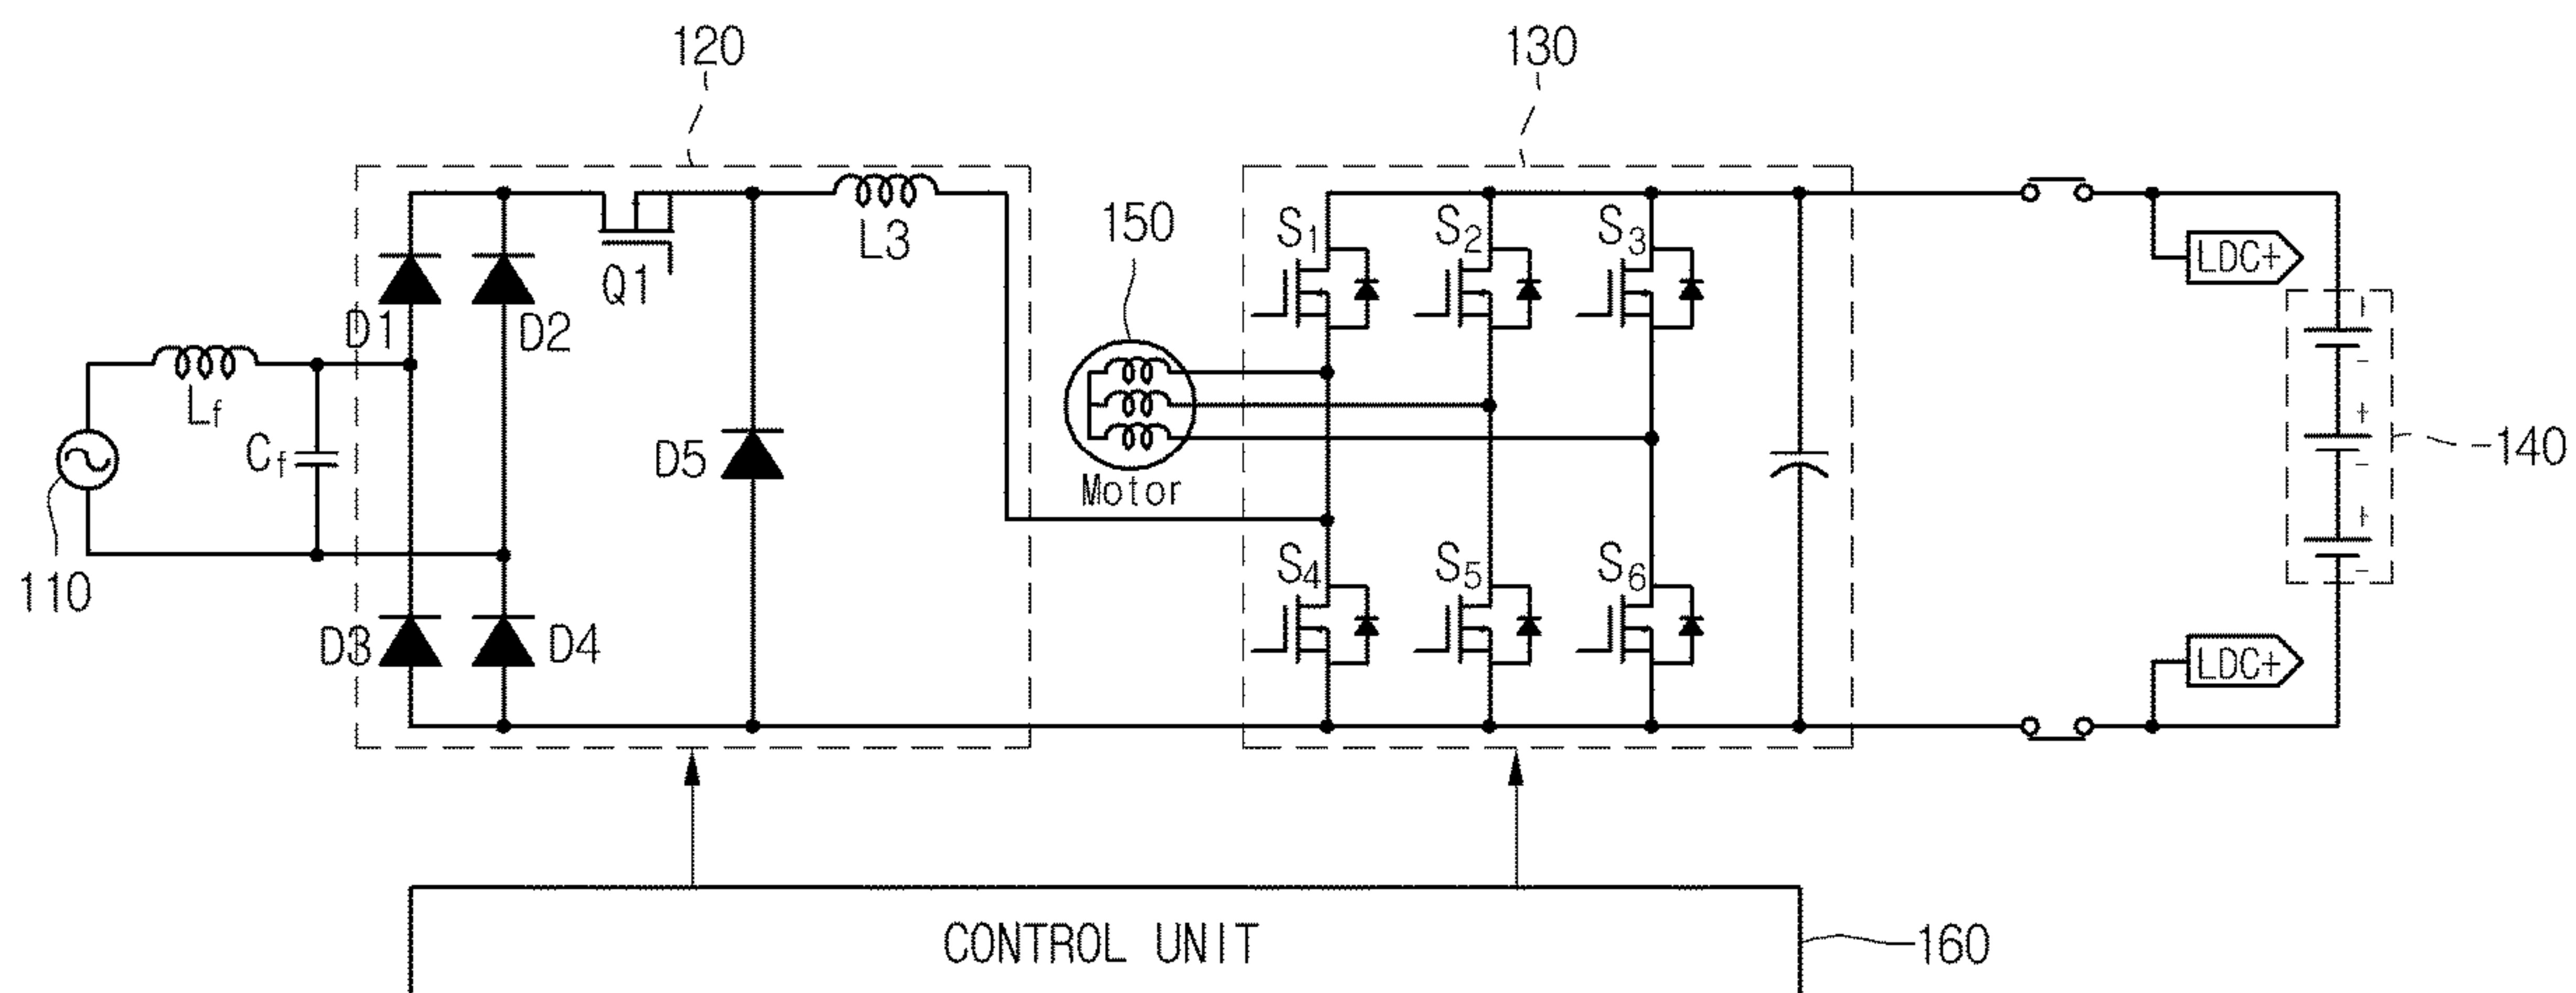 120
130
150
S1
S2
S3
L3
Q1
LDC+
D1
D2
Lf
Cf
D5
Motor
140
110
S4
S5
S6
D3
D4
LDC+
CONTROL UNIT
160